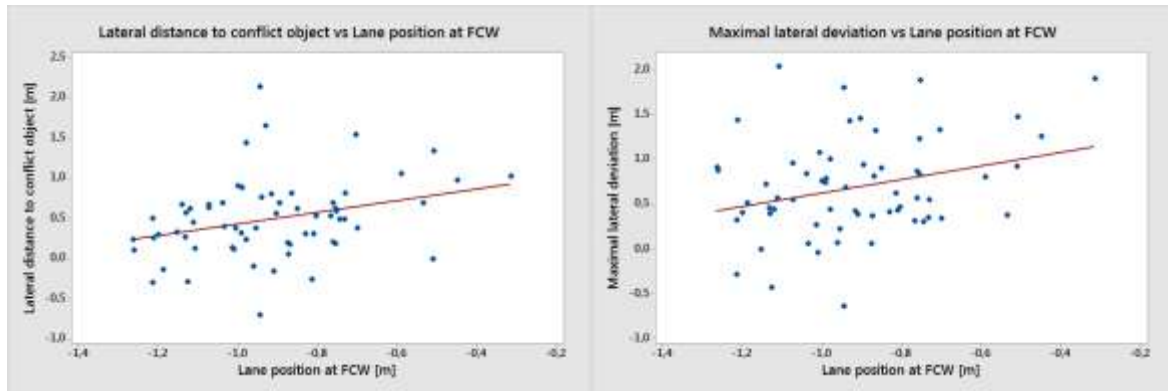 Lateral distance to conflict object vs Lane position at FCW
Lateral distance to conflict object [m]
2,5
2,0
1,5
1,0
0,5
0,0
-0,5
-1,0
-1,4 -1,2 -1,0 -0,8 -0,6 -0,4 -0,2
Lane position at FCW [m]
Maximal lateral deviation vs Lane position at FCW
Maximal lateral deviation [m]
2,0
1,5
1,0
0,5
0,0
-0,5
-1,0
-1,4 -1,2 -1,0 -0,8 -0,6 -0,4 -0,2
Lane position at FCW [m]